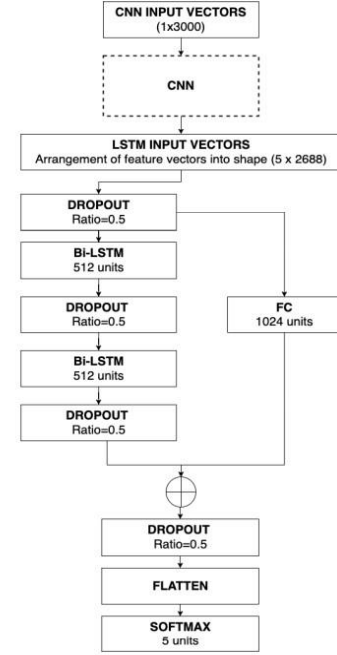 CNN INPUT VECTORS
(1x3000)
CNN
LSTM INPUT VECTORS
Arrangement of feature vectors into shape (5 x 2688)
DROPOUT
Ratio=0.5
Bi-LSTM
512 units
DROPOUT
Ratio=0.5
FC
1024 units
Bi-LSTM
512 units
DROPOUT
Ratio=0.5
DROPOUT
Ratio=0.5
FLATTEN
SOFTMAX
5 units